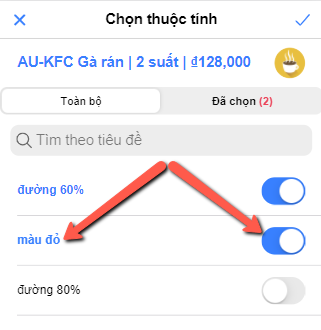 Chọn thuộc tính
AU-KFC Gà rán | 2 suất | ₫128,000
Toàn bộ
Đã chọn (2)
Tìm theo tiêu đề
đường 60%
màu đỏ
đường 80%